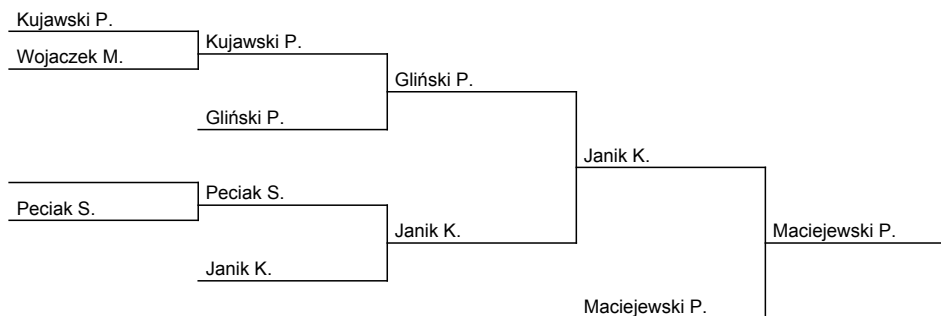 Kujawski P.
Wojaczek M.
Kujawski P.
Gliński P.
Gliński P.
Janik K.
Peciak S.
Peciak S.
Janik K.
Janik K.
Maciejewski P.
Maciejewski P.